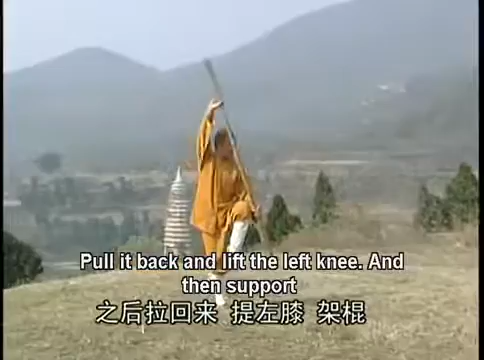 Pull it back and lift the left knee. And
then support
之后拉回来 提左膝 架棍